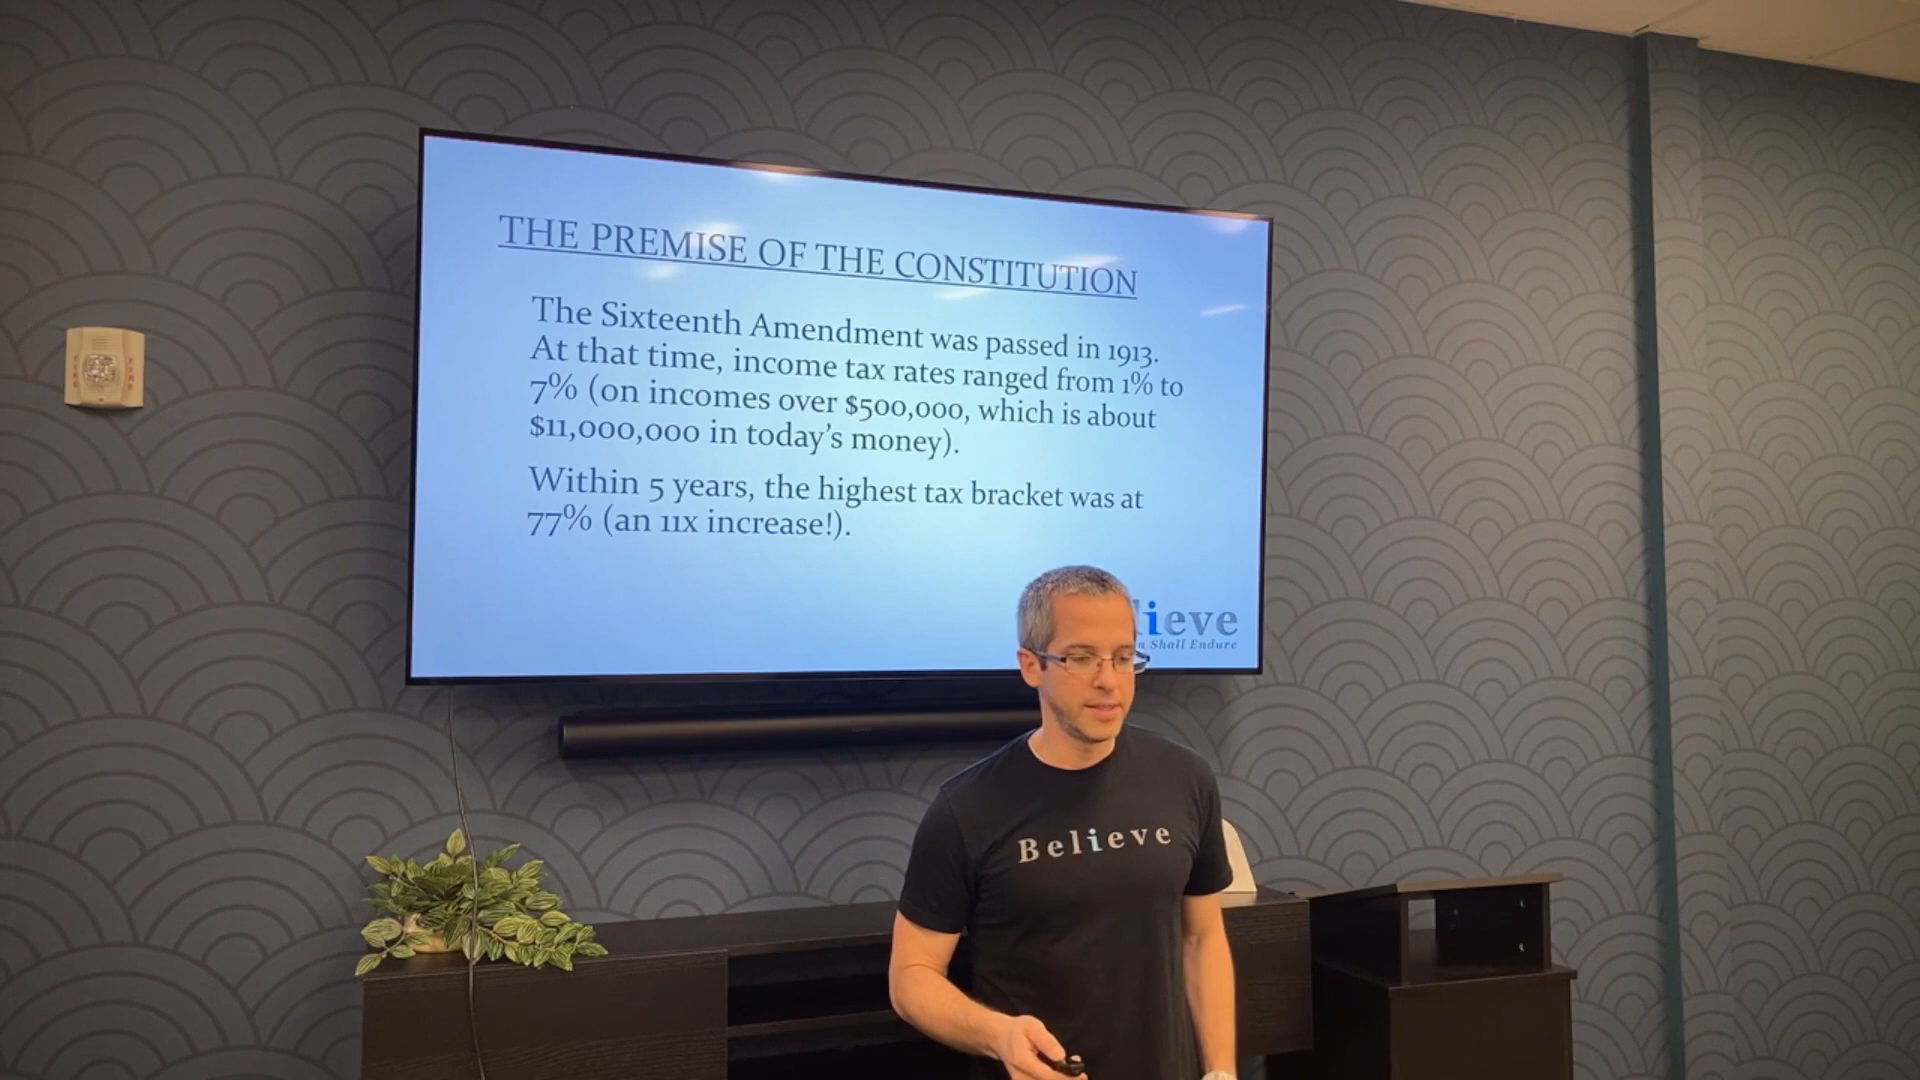 THE PREMISE OF THE CONSTITUTION
The Sixteenth Amendment was passed in 1913.
At that time, income tax rates ranged from 1% to
7% (on incomes over $500,000, which is about
$11,000,000 in today's money).
Within 5 years, the highest tax bracket was at
77% (an 11x increase!).
lieve
n Shall Endure
Believe
FIRE
FIRE